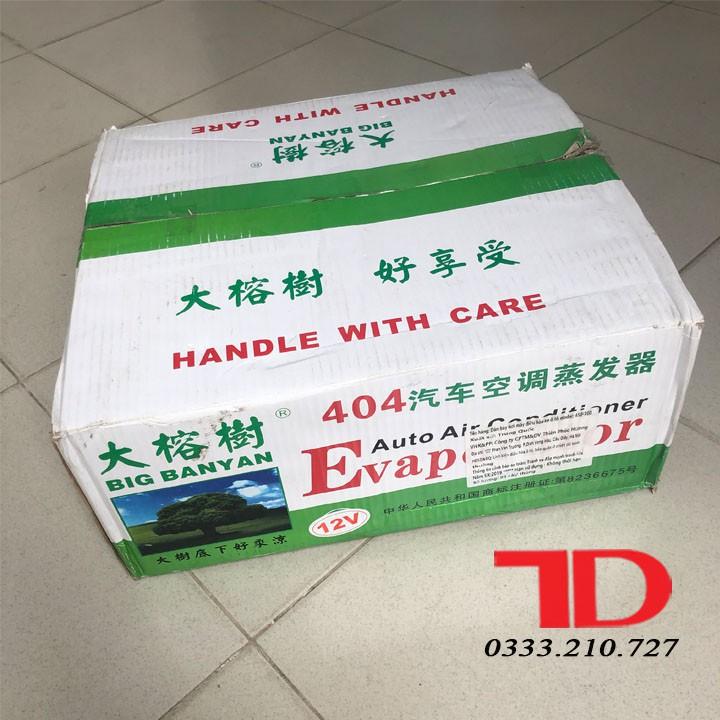 HANDLE WITH CARE
大榕樹
BIG BANYAN
®
大榕樹 好享受
HANDLE WITH CARE
大榕樹®
BIG BANYAN
大樹底下好乘涼
404汽车空调蒸发器
Auto Air Conditioner
Evaporator
12V
中华人民共和国商标注册证:第8236575号
TD
0333.210.727